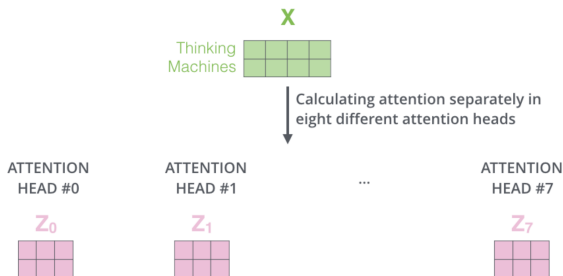 X
Thinking
Machines
Calculating attention separately in
eight different attention heads
ATTENTION
HEAD #0
ATTENTION
HEAD #1
...
ATTENTION
HEAD #7
Z0
Z1
Z7